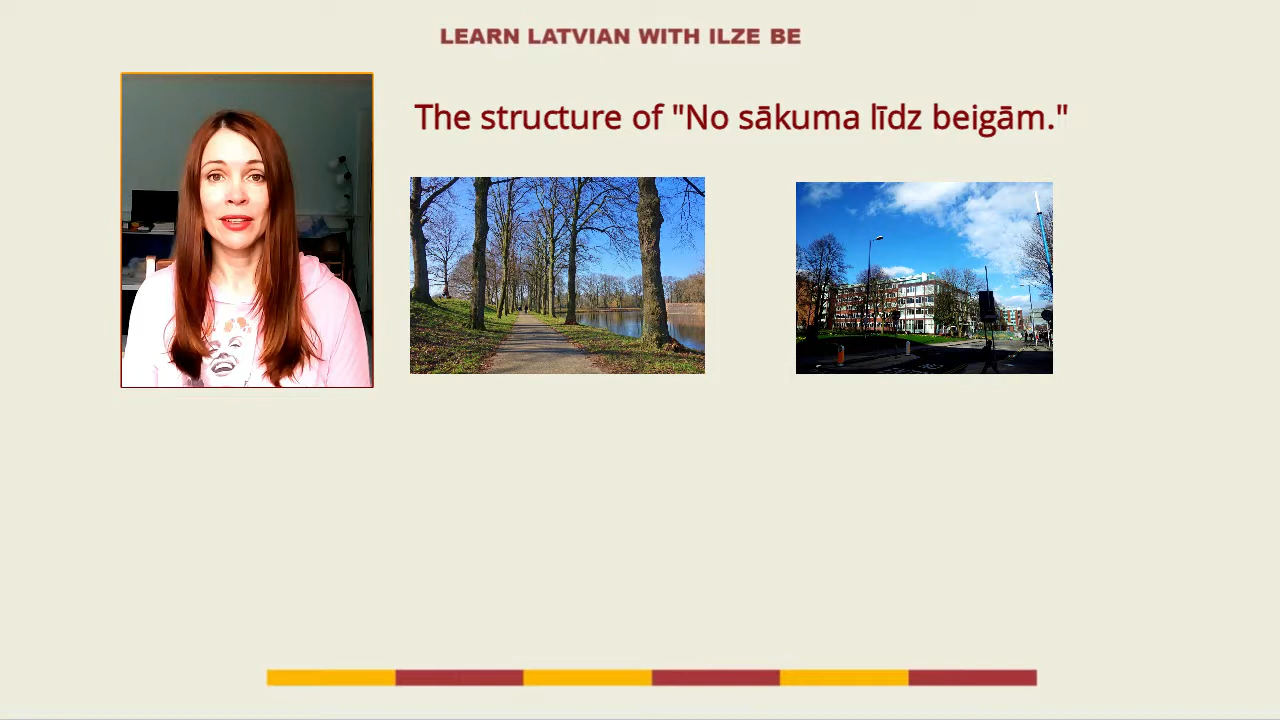 LEARN LATVIAN WITH ILZE BE
The structure of "No sākuma līdz beigām."